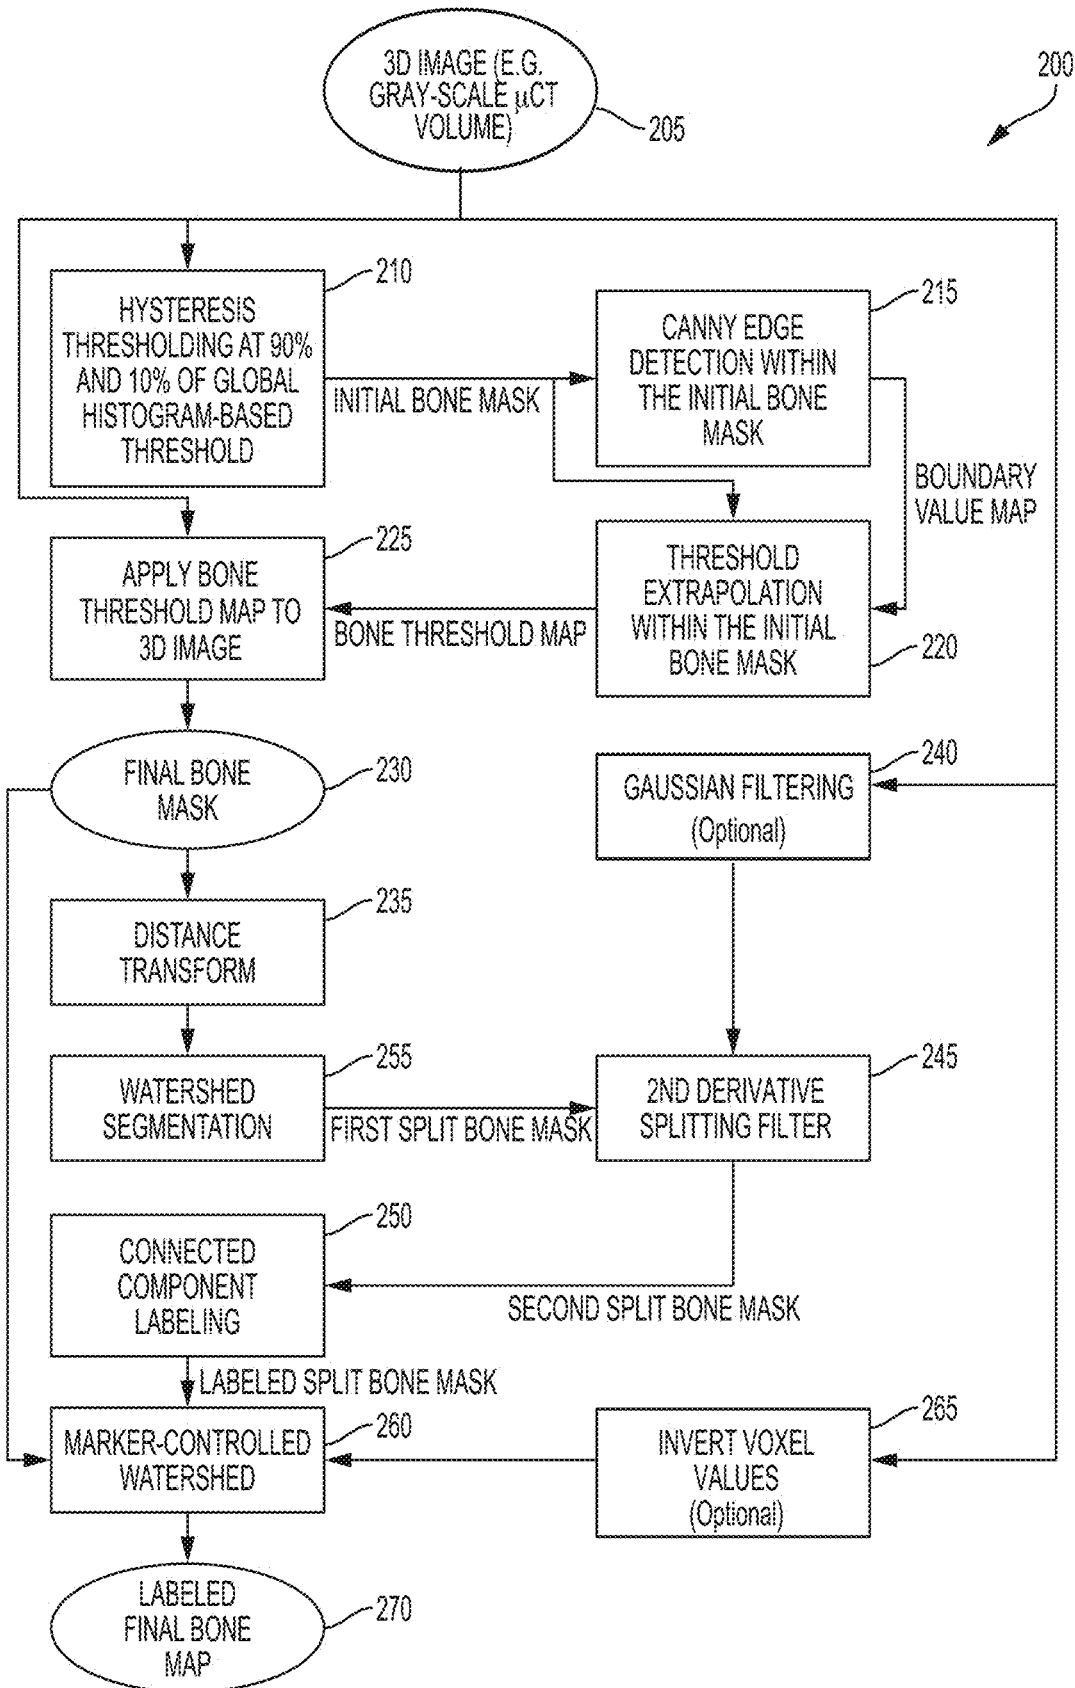 3D IMAGE (E.G.
GRAY-SCALE μCT
VOLUME)
205
200
210
HYSTERESIS
THRESHOLDING AT 90%
AND 10% OF GLOBAL
HISTOGRAM-BASED
THRESHOLD
INITIAL BONE MASK
215
CANNY EDGE
DETECTION WITHIN
THE INITIAL BONE
MASK
BOUNDARY
VALUE MAP
225
APPLY BONE
THRESHOLD MAP TO
3D IMAGE
BONE THRESHOLD MAP
THRESHOLD
EXTRAPOLATION
WITHIN THE INITIAL
BONE MASK
220
FINAL BONE
MASK
230
240
GAUSSIAN FILTERING
(Optional)
235
DISTANCE
TRANSFORM
255
WATERSHED
SEGMENTATION
FIRST SPLIT BONE MASK
245
2ND DERIVATIVE
SPLITTING FILTER
250
CONNECTED
COMPONENT
LABELING
SECOND SPLIT BONE MASK
LABELED SPLIT BONE MASK
260
MARKER-CONTROLLED
WATERSHED
265
INVERT VOXEL
VALUES
(Optional)
LABELED
FINAL BONE
MAP
270